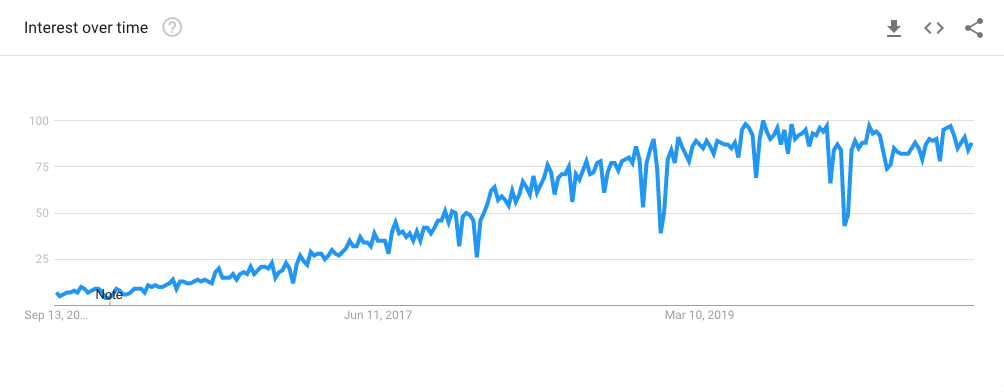 Interest over time
100
75
50
25
Note
Sep 13, 20...
Jun 11, 2017
Mar 10, 2019